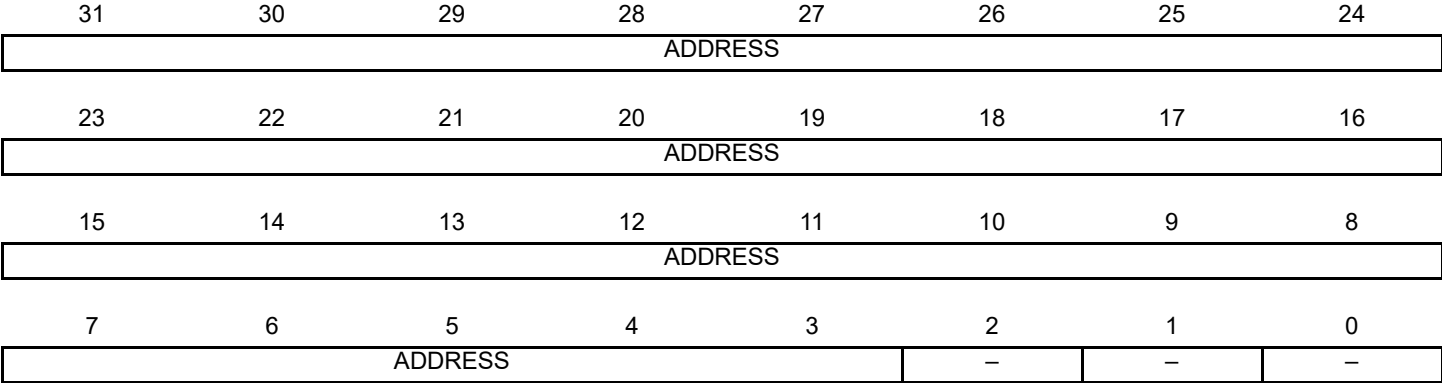 31 30 29 28 27 26 25 24
ADDRESS
23 22 21 20 19 18 17 16
ADDRESS
15 14 13 12 11 10 9 8
ADDRESS
7 6 5 4 3 2 1 0
ADDRESS – – –